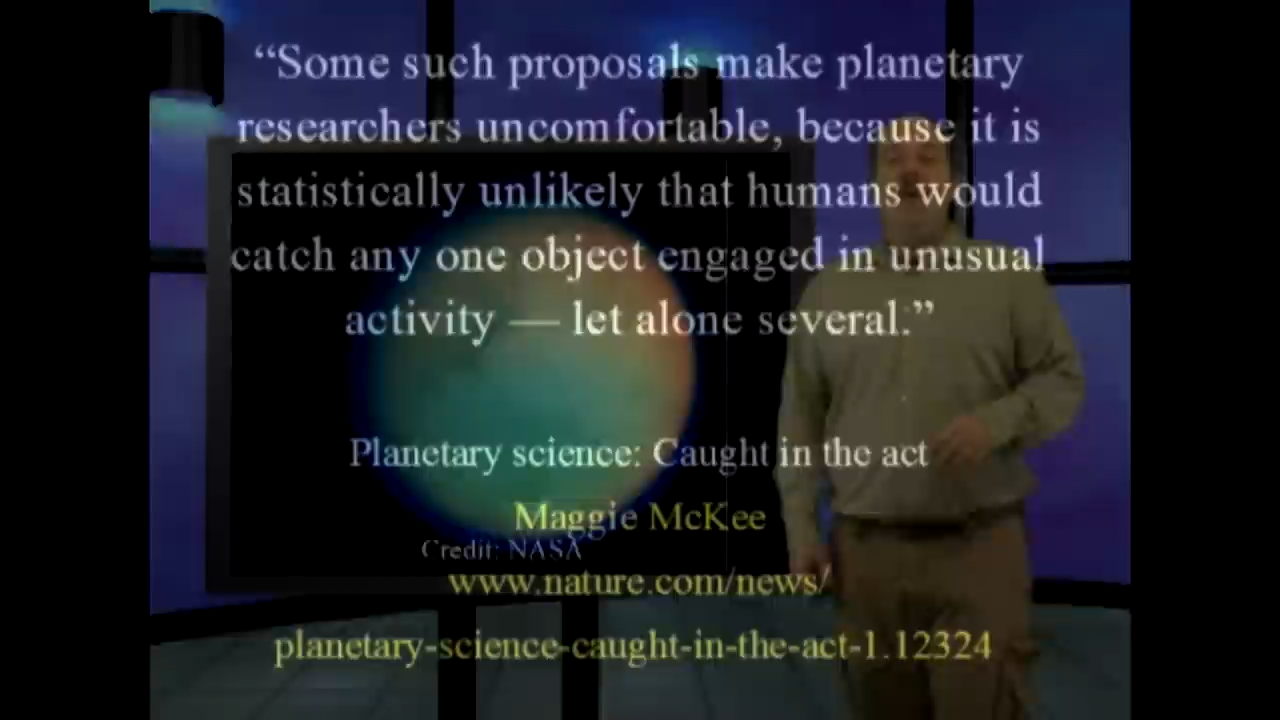 “Some such proposals make planetary
researchers uncomfortable, because it is
statistically unlikely that humans would
catch any one object engaged in unusual
activity — let alone several.”
Planetary science: Caught in the act
Maggie McKee
Credit: NASA
www.nature.com/news/
planetary-science-caught-in-the-act-1.12324